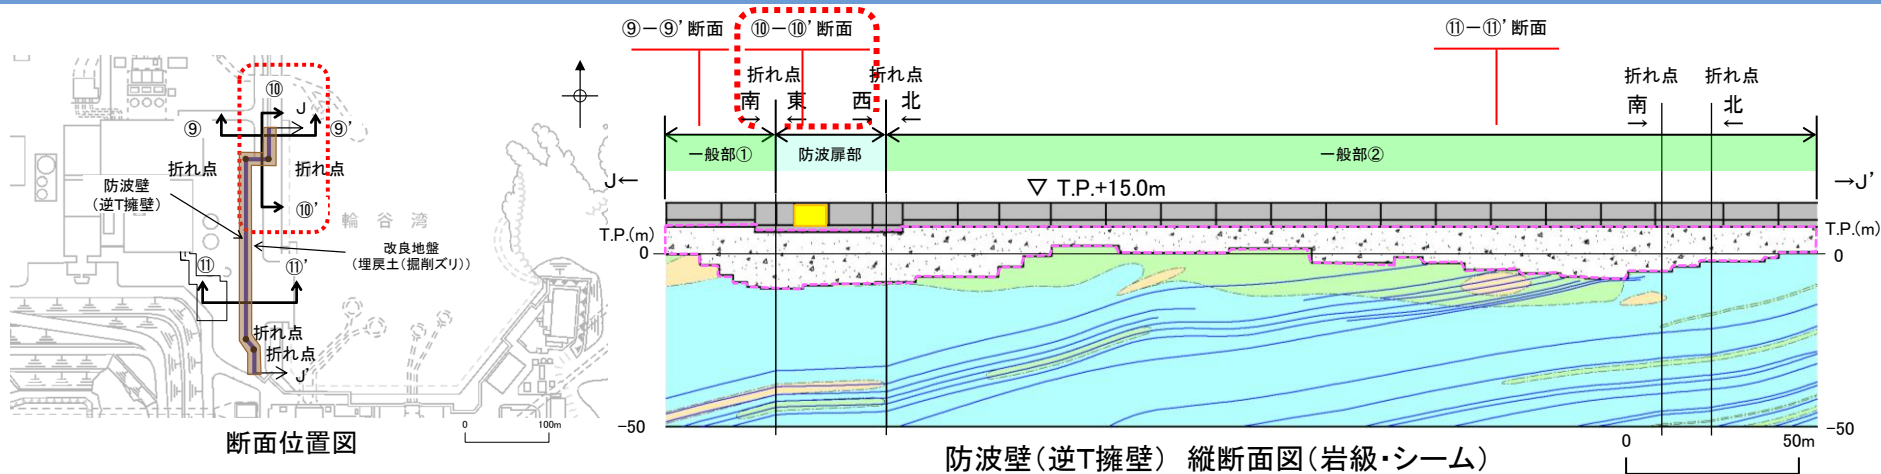 ⑩
J
⑨
⑨’
折れ点
折れ点
防波壁
(逆T擁壁)
⑩’
輪谷湾
改良地盤
(埋戻土(掘削ズリ))
⑪
⑪’
折れ点
折れ点
J’
0 100m
断面位置図
⑨-⑨’断面
⑩-⑩’断面
⑪-⑪’断面
折れ点
折れ点
折れ点
折れ点
南→
←東
西→
←北
南→
←北
一般部①
防波扉部
一般部②
J←
▽ T.P.+15.0m
→J’
T.P.(m)
T.P.(m)
0
0
-50
-50
0 50m
防波壁(逆T擁壁) 縦断面図(岩級・シーム)